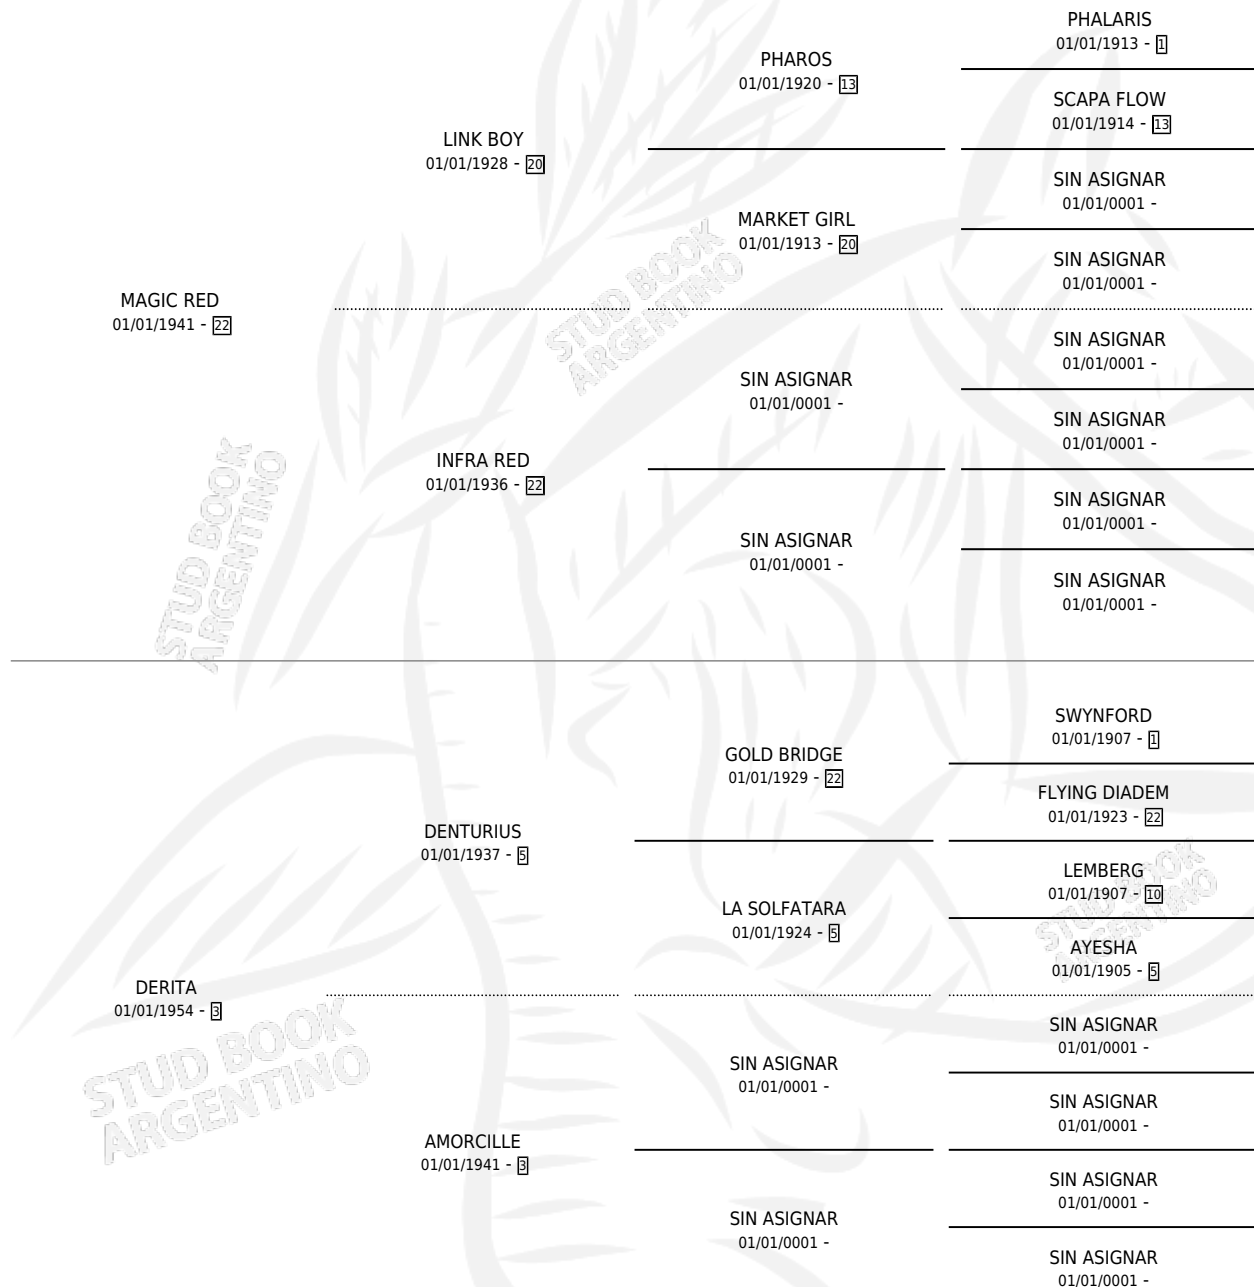 PHALARIS
01/01/1913 - 1
PHAROS
01/01/1920 - 13
SCAPA FLOW
01/01/1914 - 13
LINK BOY
01/01/1928 - 20
SIN ASIGNAR
01/01/0001 -
MARKET GIRL
01/01/1913 - 20
SIN ASIGNAR
01/01/0001 -
MAGIC RED
01/01/1941 - 22
SIN ASIGNAR
01/01/0001 -
SIN ASIGNAR
01/01/0001 -
SIN ASIGNAR
01/01/0001 -
INFRA RED
01/01/1936 - 22
SIN ASIGNAR
01/01/0001 -
SIN ASIGNAR
01/01/0001 -
SIN ASIGNAR
01/01/0001 -
SWYNFORD
01/01/1907 - 1
GOLD BRIDGE
01/01/1929 - 22
FLYING DIADEM
01/01/1923 - 22
DENTURIUS
01/01/1937 - 5
LEMBERG
01/01/1907 - 10
LA SOLFATARA
01/01/1924 - 5
AYESHA
01/01/1905 - 5
DERITA
01/01/1954 - 3
SIN ASIGNAR
01/01/0001 -
SIN ASIGNAR
01/01/0001 -
SIN ASIGNAR
01/01/0001 -
AMORCILLE
01/01/1941 - 3
SIN ASIGNAR
01/01/0001 -
SIN ASIGNAR
01/01/0001 -
SIN ASIGNAR
01/01/0001 -
STUD BOOK
ARGENTINO
STUD BOOK
ARGENTINO
STUD BOOK
ARGENTINO
STUD BOOK
ARGENTINO